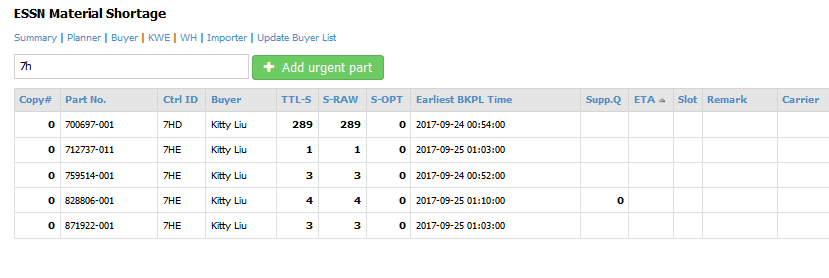 ESSN Material Shortage
Summary | Planner | Buyer | KWE | WH | Importer | Update Buyer List
7h
+ Add urgent part
Copy# Part No. Ctrl ID Buyer TTL-S S-RAW S-OPT Earliest BKPL Time Supp.Q ETA Slot Remark Carrier
0 700697-001 7HD Kitty Liu 289 289 0 2017-09-24 00:54:00
0 712737-011 7HE Kitty Liu 1 1 0 2017-09-25 01:03:00
0 759514-001 7HE Kitty Liu 3 3 0 2017-09-24 00:52:00
0 828806-001 7HE Kitty Liu 4 4 0 2017-09-25 01:10:00 0
0 871922-001 7HE Kitty Liu 3 3 0 2017-09-25 01:03:00